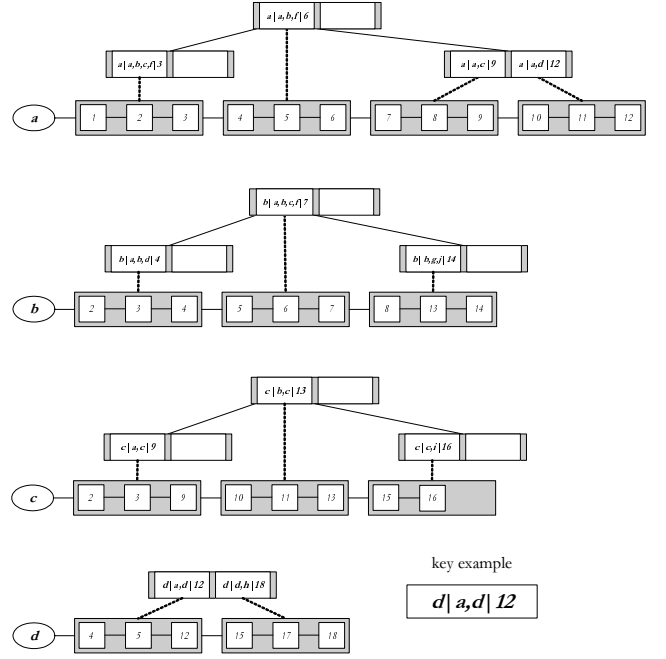 a| a,b,f|6
a| a,b,c,f|3
a| a,c|9 a| a,d|12
a 1 2 3 4 5 6 7 8 9 10 11 12
b| a,b,c,f|7
b| a,b,d|4 b| b,g,j|14
b 2 3 4 5 6 7 8 13 14
c| b,c|13
c| a,c|9 c| c,i|16
c 2 3 9 10 11 13 15 16
key example
d| a,d|12 d| d,h|18
d| a,d| 12
d 4 5 12 15 17 18